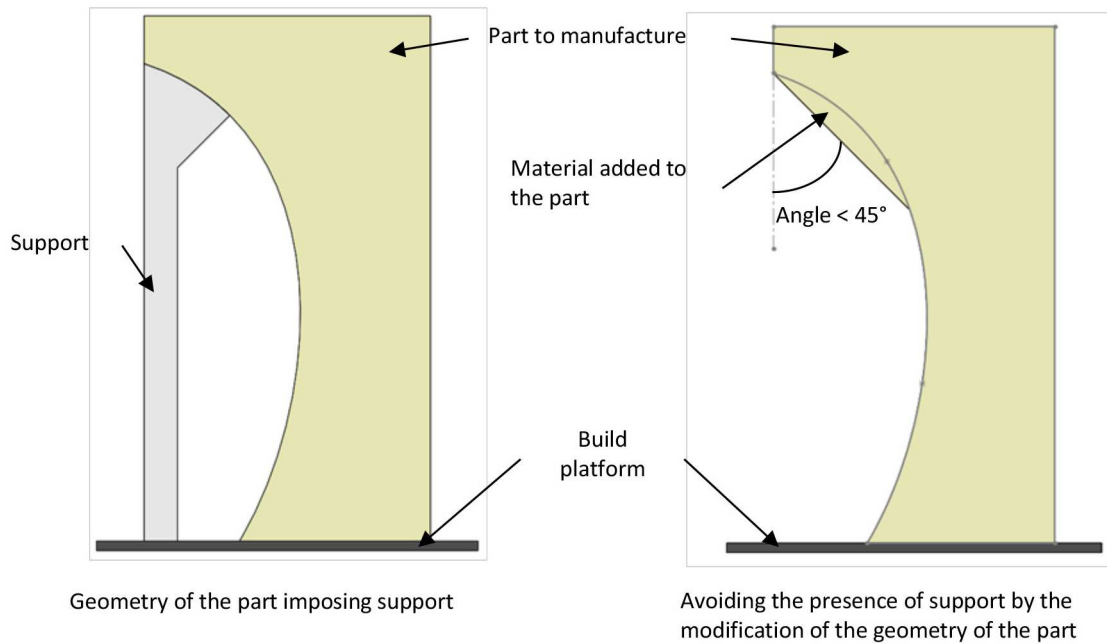 Part to manufacture
Material added to
the part
Angle < 45°
Support
Build
platform
Geometry of the part imposing support
Avoiding the presence of support by the
modification of the geometry of the part